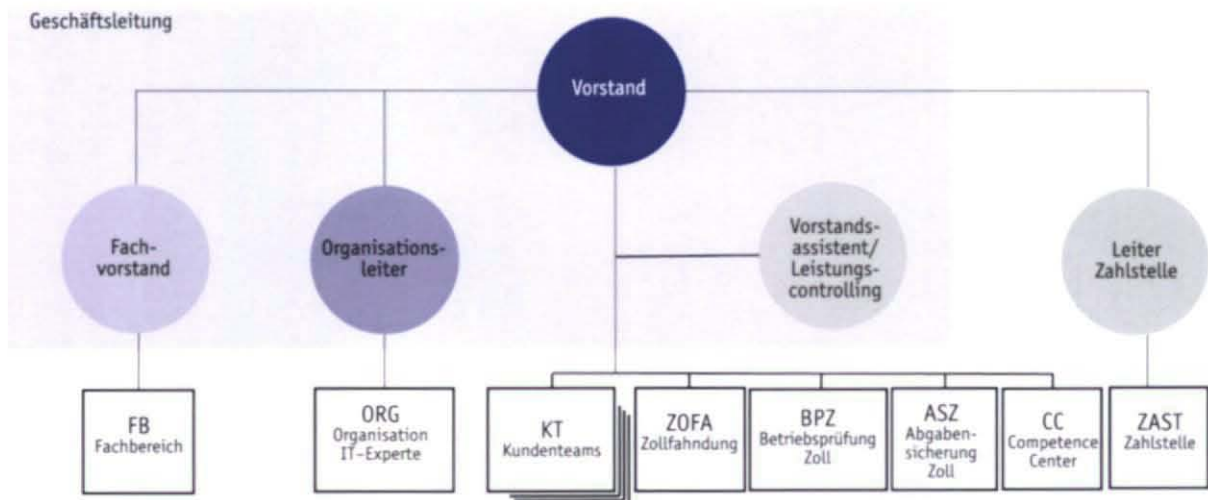 Geschäftsleitung
Vorstand
Fach-
vorstand
Organisations-
leiter
Vorstands-
assistent/
Leistungs-
controlling
Leiter
Zahlstelle
FB
Fachbereich
ORG
Organisation
IT-Experte
KT
Kundenteams
ZOFA
Zollfahndung
BPZ
Betriebsprüfung
Zoll
ASZ
Abgaben-
sicherung
Zoll
CC
Competence
Center
ZAST
Zahlstelle